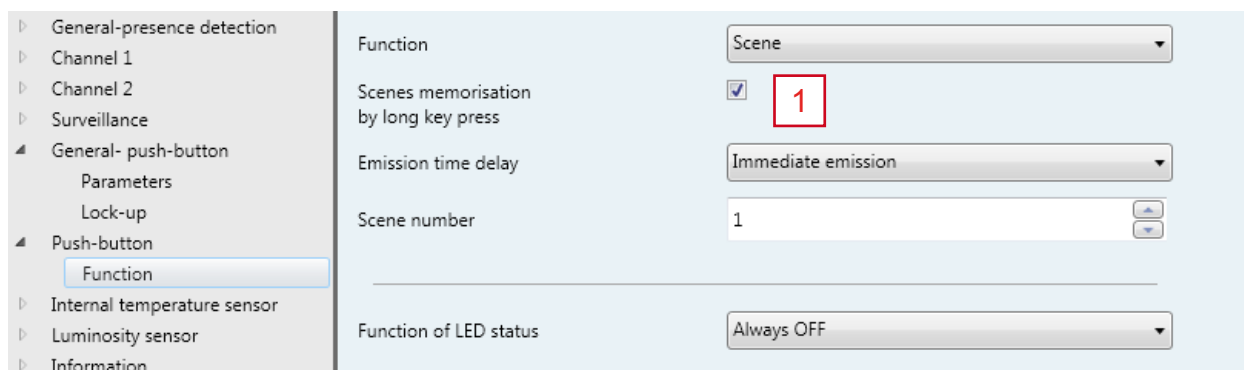 General-presence detection
Channel 1
Channel 2
Surveillance
General- push-button
Parameters
Lock-up
Push-button
Function
Internal temperature sensor
Luminosity sensor
Information
Function
Scene
Scenes memorisation
by long key press
1
Emission time delay
Immediate emission
Scene number
1
Function of LED status
Always OFF